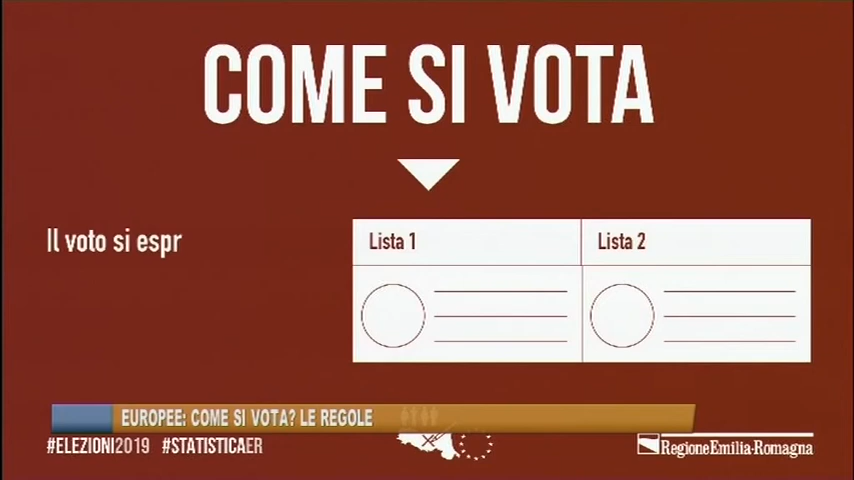 COME SI VOTA
Il voto si espr
Lista 1
Lista 2
EUROPEE: COME SI VOTA? LE REGOLE
#ELEZIONI2019 #STATISTICAER
RegioneEmilia-Romagna